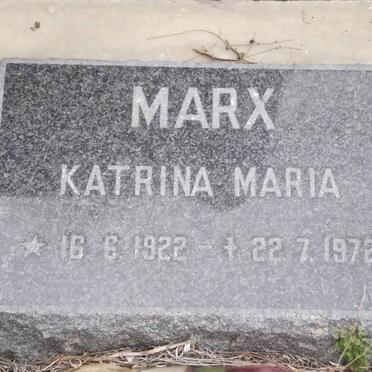 MARX
KATRINA MARIA
* 16.6.1922 - † 22.7.1972